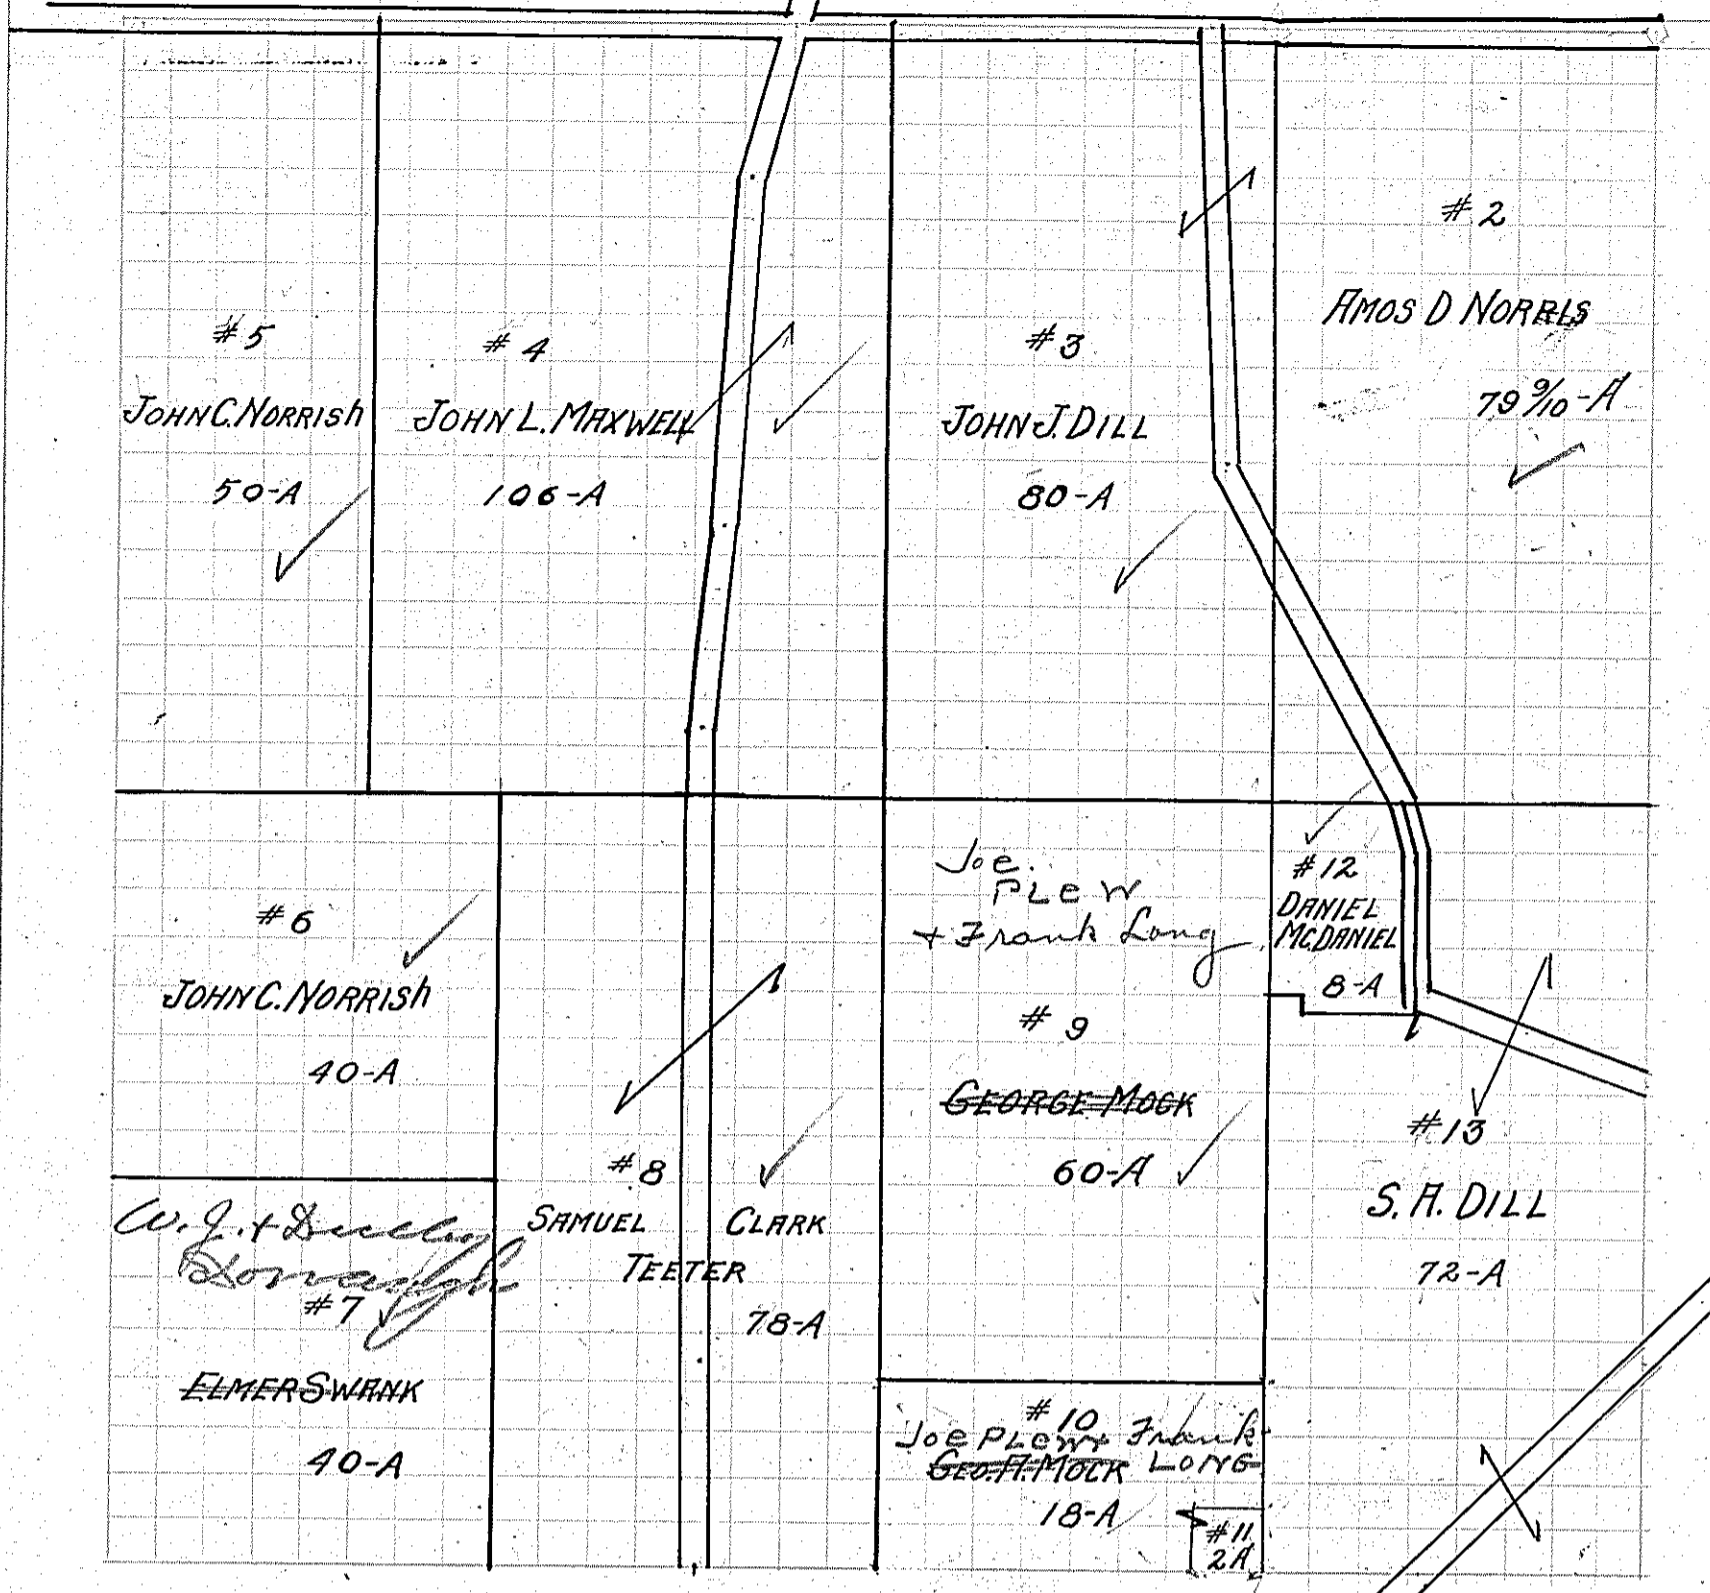 #5
JOHN C. NORRISh
50-A
#4
JOHN L. MAXWELL
106-A
#3
JOHN J. DILL
80-A
#2
AMOS D NORRIS
79 9/10-A
#6
JOHN C. NORRISh
40-A
W. J. +
#7
ELMER SWANK
40-A
#8
SAMUEL CLARK
TEETER
78-A
Joe.
PLEW
+ Frank Long
#9
GEORGE MOCK
60-A
#10
Joe PLEW + Frank
GEO. A. MOCK LONG
18-A
#11
2A
#12
DANIEL
MCDANIEL
8-A
#13
S. A. DILL
72-A